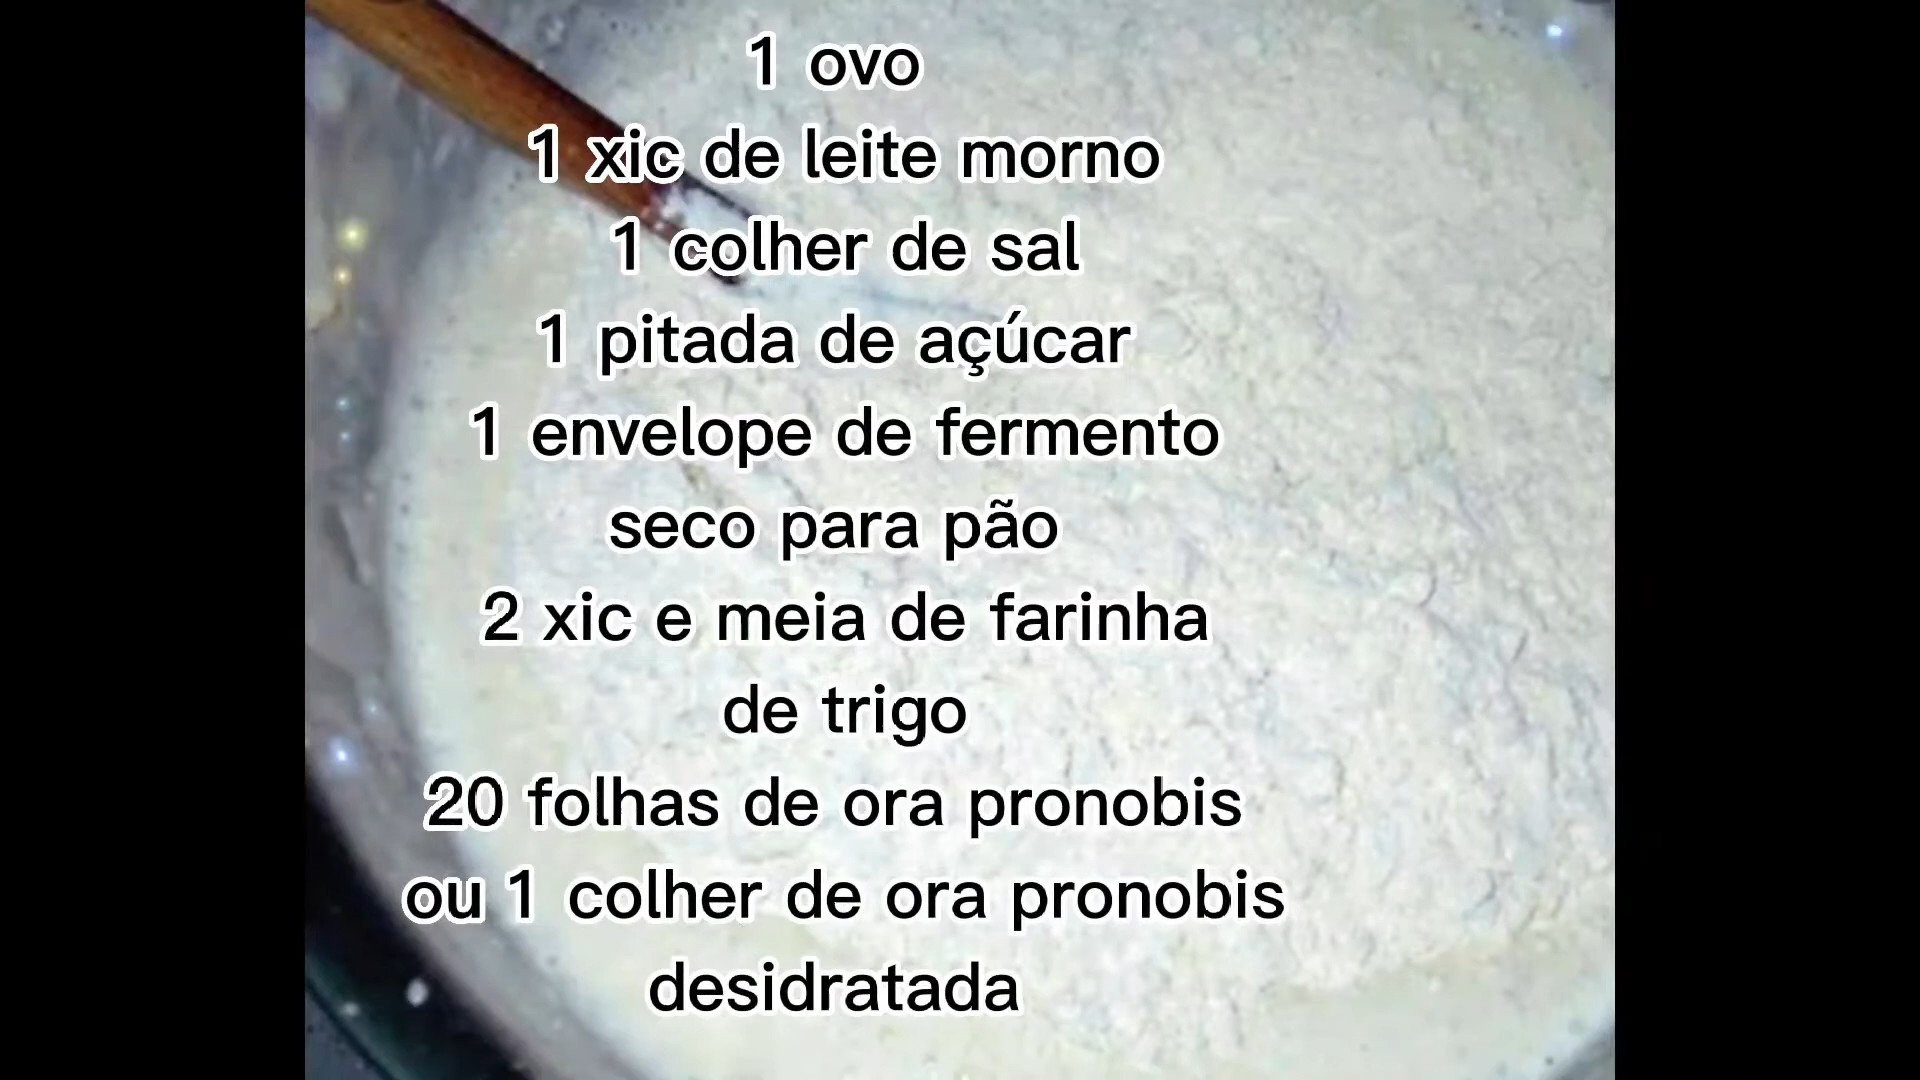 1 ovo
1 xic de leite morno
1 colher de sal
1 pitada de açúcar
1 envelope de fermento
seco para pão
2 xic e meia de farinha
de trigo
20 folhas de ora pronobis
ou 1 colher de ora pronobis
desidratada